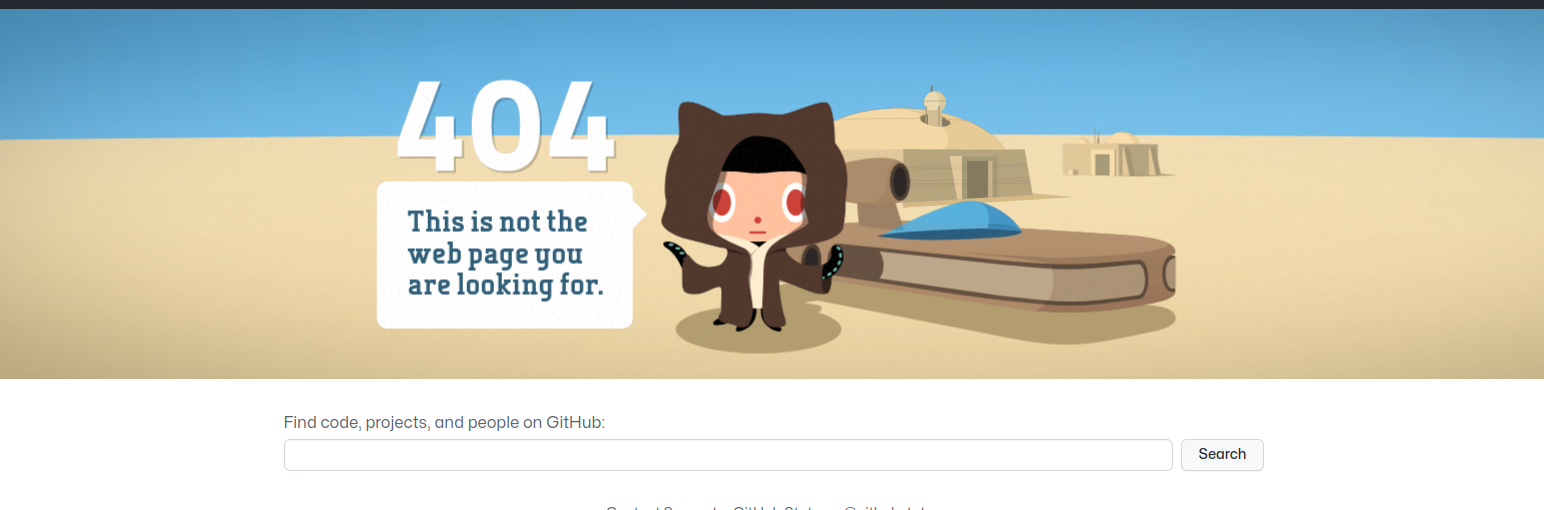 404
This is not the
web page you
are looking for.
Find code, projects, and people on GitHub:
Search